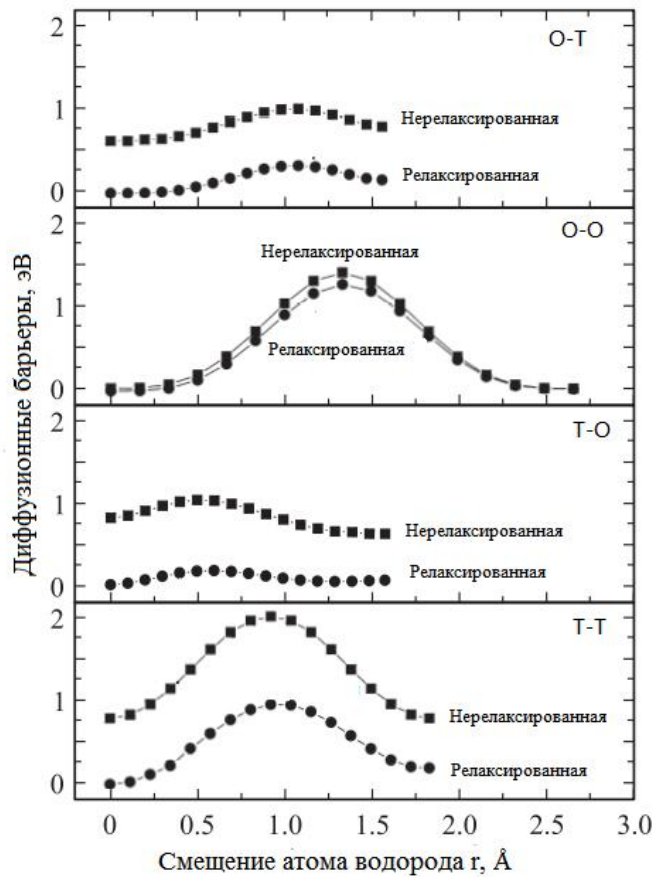 Диффузионные барьеры, эВ
2
1
0
O-T
Нерелаксированная
Релаксированная
2
1
0
O-O
Нерелаксированная
Релаксированная
2
1
0
T-O
Нерелаксированная
Релаксированная
2
1
0
T-T
Нерелаксированная
Релаксированная
0 0.5 1.0 1.5 2.0 2.5 3.0
Смещение атома водорода r, Å